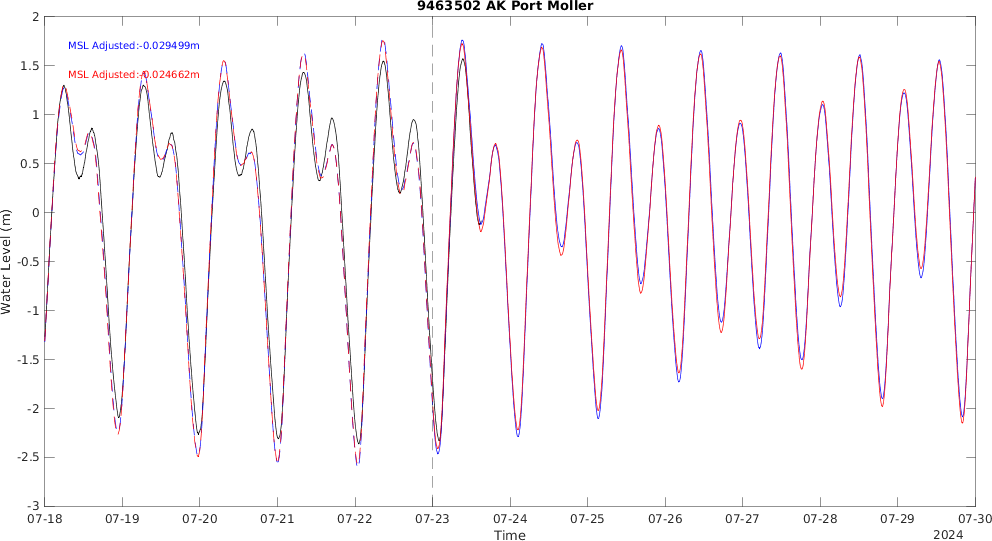 9463502 AK Port Moller
MSL Adjusted:-0.029499m
MSL Adjusted:-0.024662m
Water Level (m)
2
1.5
1
0.5
0
-0.5
-1
-1.5
-2
-2.5
-3
07-18 07-19 07-20 07-21 07-22 07-23 07-24 07-25 07-26 07-27 07-28 07-29 07-30
Time
2024